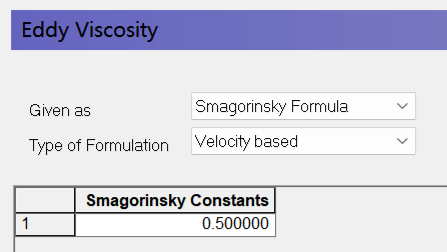 Eddy Viscosity
Given as Smagorinsky Formula
Type of Formulation Velocity based
Smagorinsky Constants
1 0.500000